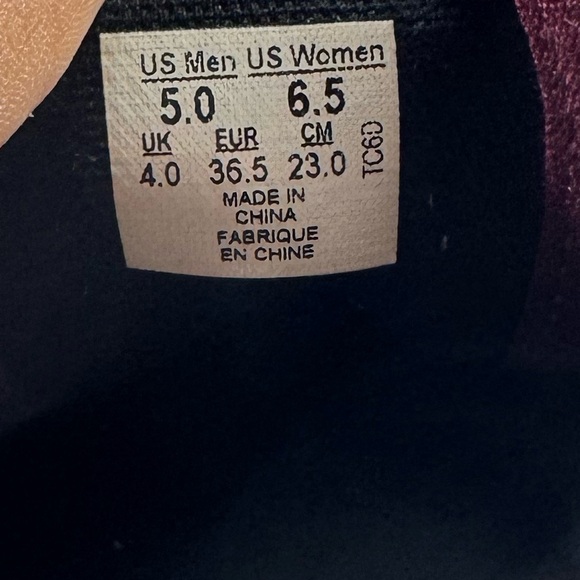 US Men US Women
5.0 6.5
UK EUR CM
4.0 36.5 23.0
TC6D
MADE IN
CHINA
FABRIQUE
EN CHINE